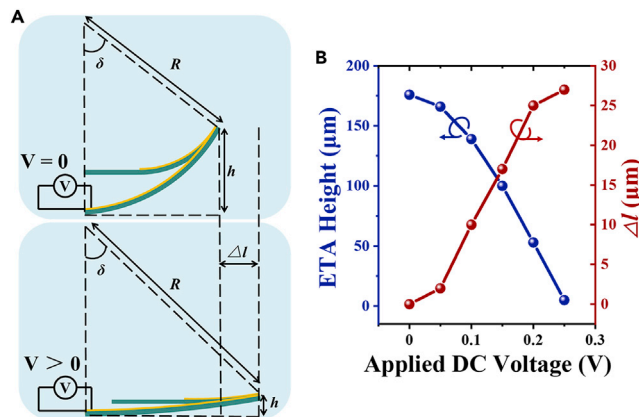 A
δ
R
V = 0
V
h
Δl
δ
R
V > 0
V
h
B
200
150
100
50
0
ETA Height (μm)
30
25
20
15
10
5
0
Δl (μm)
0
0.1
0.2
0.3
Applied DC Voltage (V)